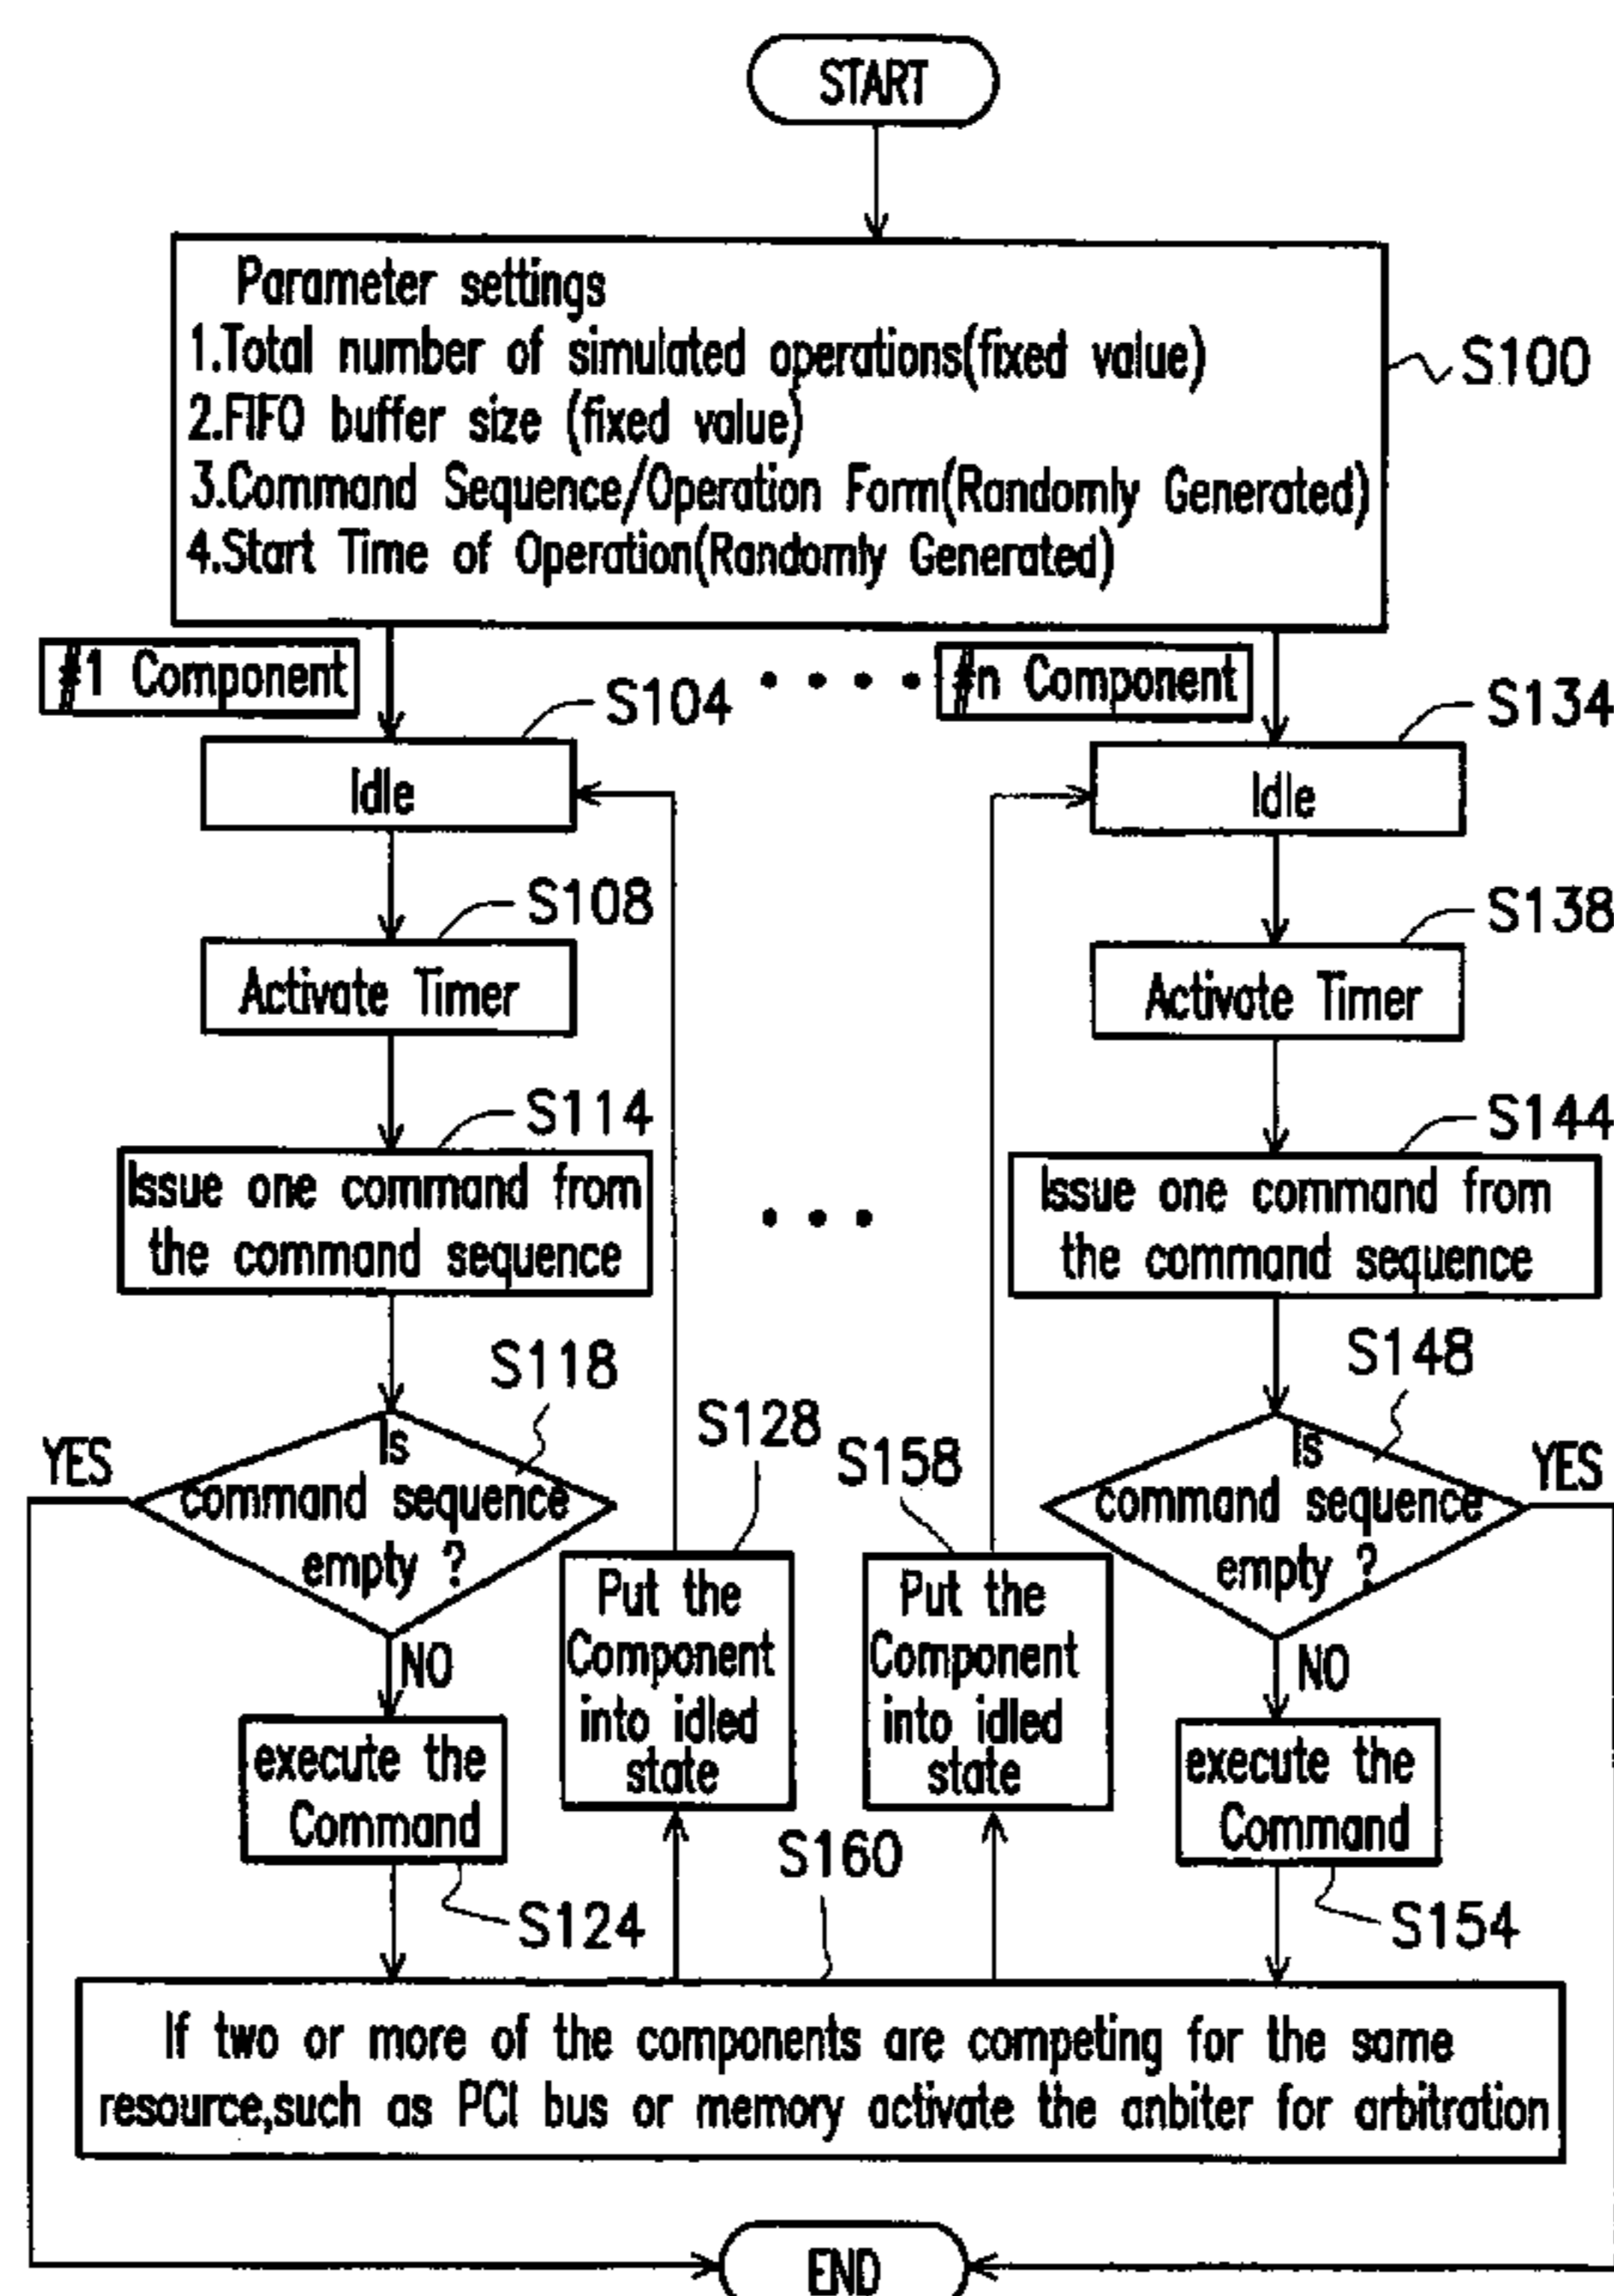 START
Parameter settings
1.Total number of simulated operations(fixed value)
2.FIFO buffer size (fixed value)
3.Command Sequence/Operation Form(Randomly Generated)
4.Start Time of Operation(Randomly Generated)
S100
#1 Component
• • • •
#n Component
S104
S134
Idle
Idle
S108
S138
Activate Timer
Activate Timer
S114
S144
Issue one command from
the command sequence
• • •
Issue one command from
the command sequence
S118
S148
YES
Is
command sequence
empty ?
S128
S158
Is
command sequence
empty ?
YES
NO
Put the
Component
into idled
state
Put the
Component
into idled
state
NO
execute the
Command
execute the
Command
S160
S124
S154
If two or more of the components are competing for the same
resource,such as PCI bus or memory activate the anbiter for arbitration
END